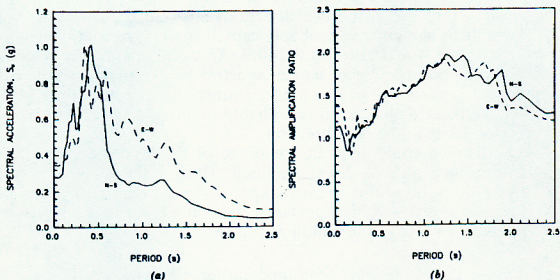 SPECTRAL ACCELERATION, Sₐ (g)
1.2
1.0
0.8
0.6
0.4
0.2
0.0
E-W
N-S
0.0 0.5 1.0 1.5 2.0 2.5
PERIOD (s)
(a)
SPECTRAL AMPLIFICATION RATIO
2.5
2.0
1.5
1.0
0.5
0.0
N-S
E-W
0.0 0.5 1.0 1.5 2.0 2.5
PERIOD (s)
(b)